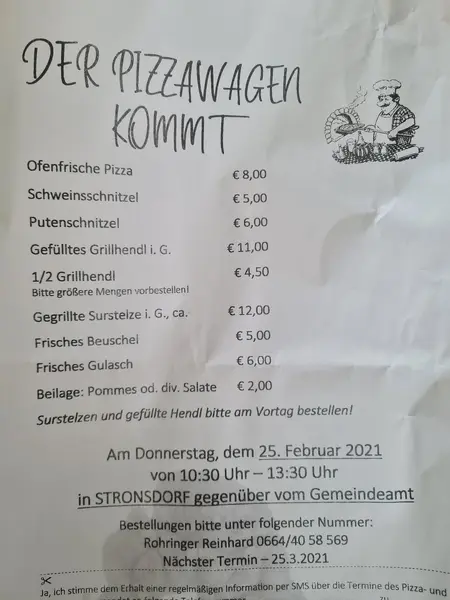 DER PIZZAWAGEN
KOMMT
Ofenfrische Pizza € 8,00
Schweinsschnitzel € 5,00
Putenschnitzel € 6,00
Gefülltes Grillhendl i. G. € 11,00
1/2 Grillhendl € 4,50
Bitte größere Mengen vorbestellen!
Gegrillte Surstelze i. G., ca. € 12,00
Frisches Beuschel € 5,00
Frisches Gulasch € 6,00
Beilage: Pommes od. div. Salate € 2,00
Surstelzen und gefüllte Hendl bitte am Vortag bestellen!
Am Donnerstag, dem 25. Februar 2021
von 10:30 Uhr – 13:30 Uhr
in STRONSDORF gegenüber vom Gemeindeamt
Bestellungen bitte unter folgender Nummer:
Rohringer Reinhard 0664/40 58 569
Nächster Termin – 25.3.2021
Ja, ich stimme dem Erhalt einer regelmäßigen Information per SMS über die Termine des Pizza- und